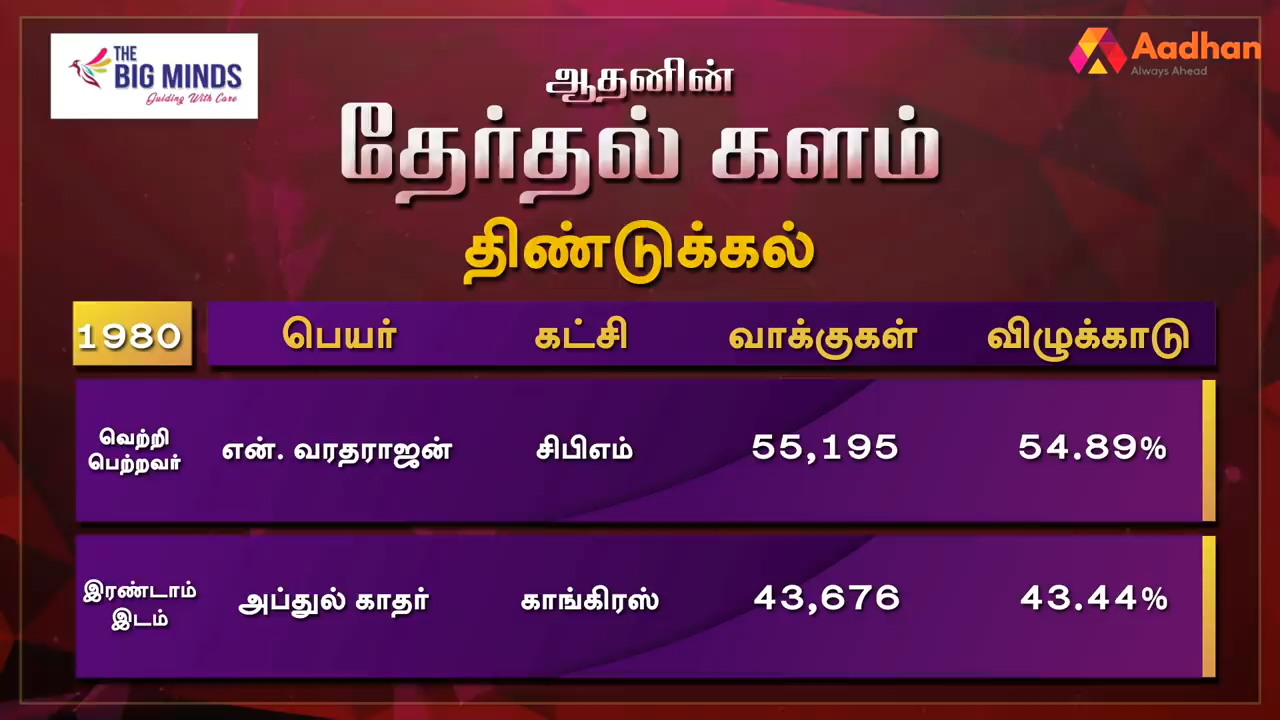 THE
BIG MINDS
Guiding With Care
Aadhan
Always Ahead
ஆதனின்
தேர்தல் களம்
திண்டுக்கல்
1980 பெயர் கட்சி வாக்குகள் விழுக்காடு
வெற்றி
பெற்றவர் என். வரதராஜன் சிபிஎம் 55,195 54.89%
இரண்டாம்
இடம் அப்துல் காதர் காங்கிரஸ் 43,676 43.44%